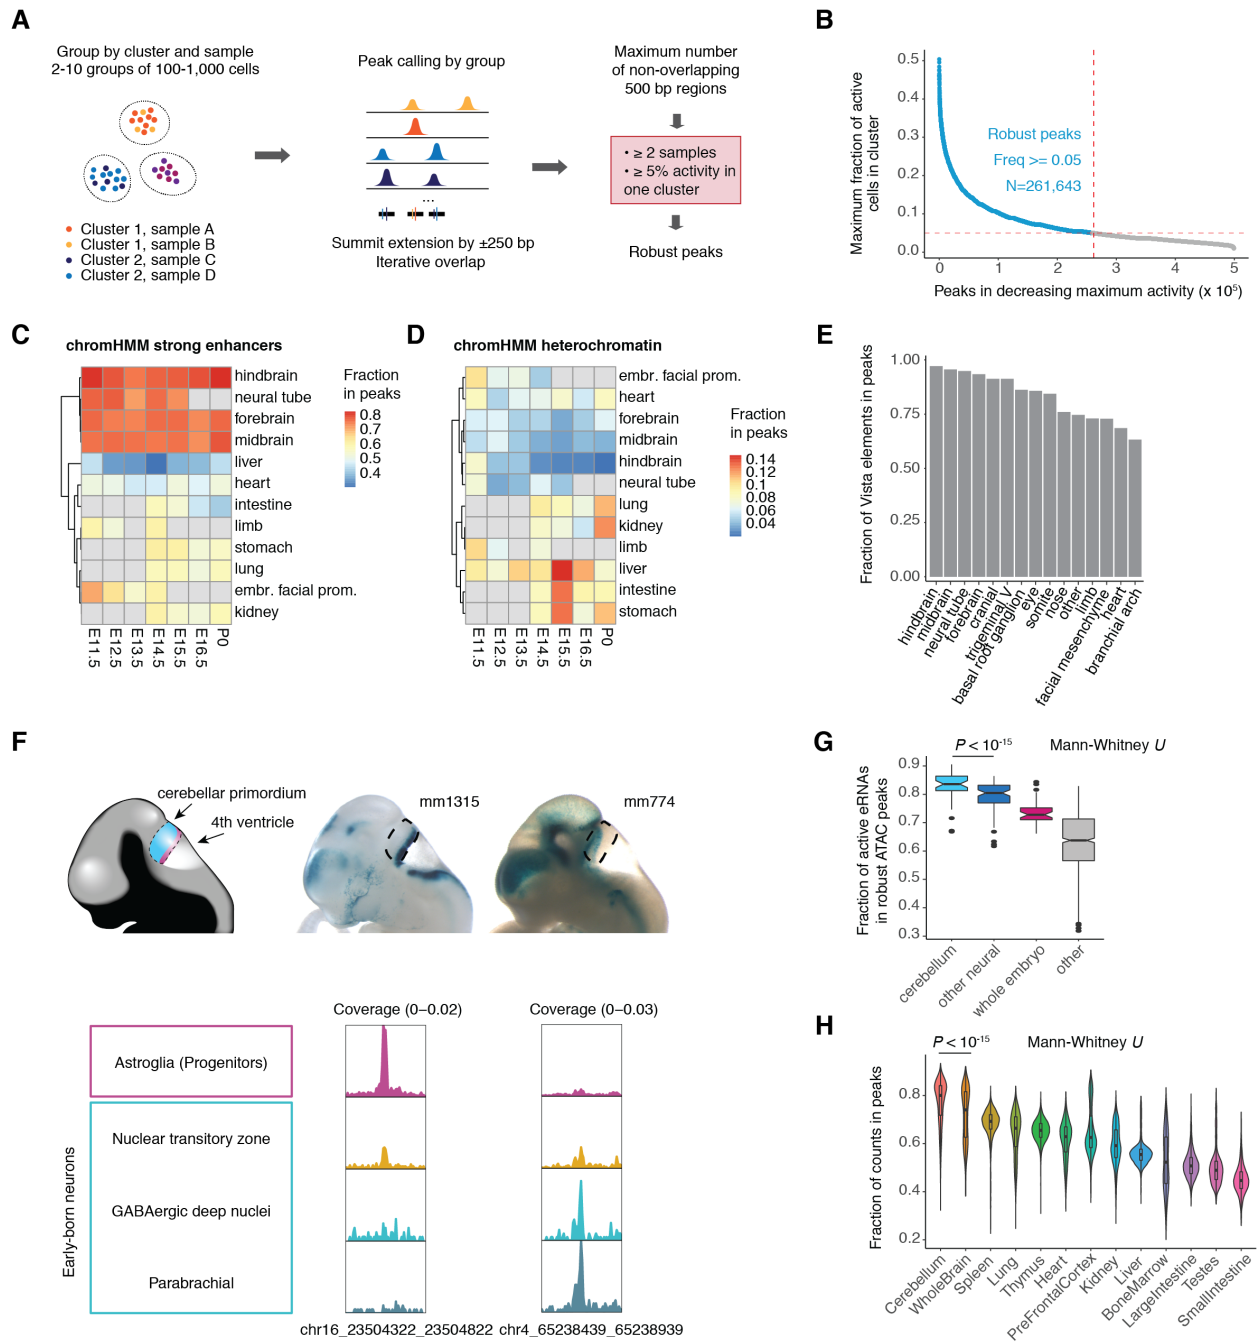 A
Group by cluster and sample
2-10 groups of 100-1,000 cells
Cluster 1, sample A
Cluster 1, sample B
Cluster 2, sample C
Cluster 2, sample D
Peak calling by group
...
Summit extension by ±250 bp
Iterative overlap
Maximum number
of non-overlapping
500 bp regions
• ≥ 2 samples
• ≥ 5% activity in
one cluster
Robust peaks
B
Maximum fraction of active
cells in cluster
0.5
0.4
0.3
0.2
0.1
0.0
Robust peaks
Freq >= 0.05
N=261,643
0
1
2
3
4
5
Peaks in decreasing maximum activity (x 10⁵)
C
chromHMM strong enhancers
hindbrain
neural tube
forebrain
midbrain
liver
heart
intestine
limb
stomach
lung
embr. facial prom.
kidney
E11.5
E12.5
E13.5
E14.5
E15.5
E16.5
P0
Fraction
in peaks
0.8
0.7
0.6
0.5
0.4
D
chromHMM heterochromatin
embr. facial prom.
heart
forebrain
midbrain
hindbrain
neural tube
lung
kidney
limb
liver
intestine
stomach
E11.5
E12.5
E13.5
E14.5
E15.5
E16.5
P0
Fraction
in peaks
0.14
0.12
0.1
0.08
0.06
0.04
E
Fraction of Vista elements in peaks
1.00
0.75
0.50
0.25
0.00
hindbrain
midbrain
neural tube
forebrain
cranial
trigeminal V
basal root ganglion
eye
somite
nose
other
limb
facial mesenchyme
heart
branchial arch
F
cerebellar primordium
4th ventricle
mm1315
mm774
Coverage (0–0.02)
Coverage (0–0.03)
Early-born neurons
Astroglia (Progenitors)
Nuclear transitory zone
GABAergic deep nuclei
Parabrachial
chr16_23504322_23504822
chr4_65238439_65238939
G
P < 10⁻¹⁵
Mann-Whitney U
Fraction of active eRNAs
in robust ATAC peaks
0.9
0.8
0.7
0.6
0.5
0.4
0.3
cerebellum
other neural
whole embryo
other
H
P < 10⁻¹⁵
Mann-Whitney U
Fraction of counts in peaks
0.8
0.6
0.4
0.2
Cerebellum
WholeBrain
Spleen
Lung
Thymus
Heart
PreFrontalCortex
Kidney
Liver
BoneMarrow
LargeIntestine
Testes
SmallIntestine